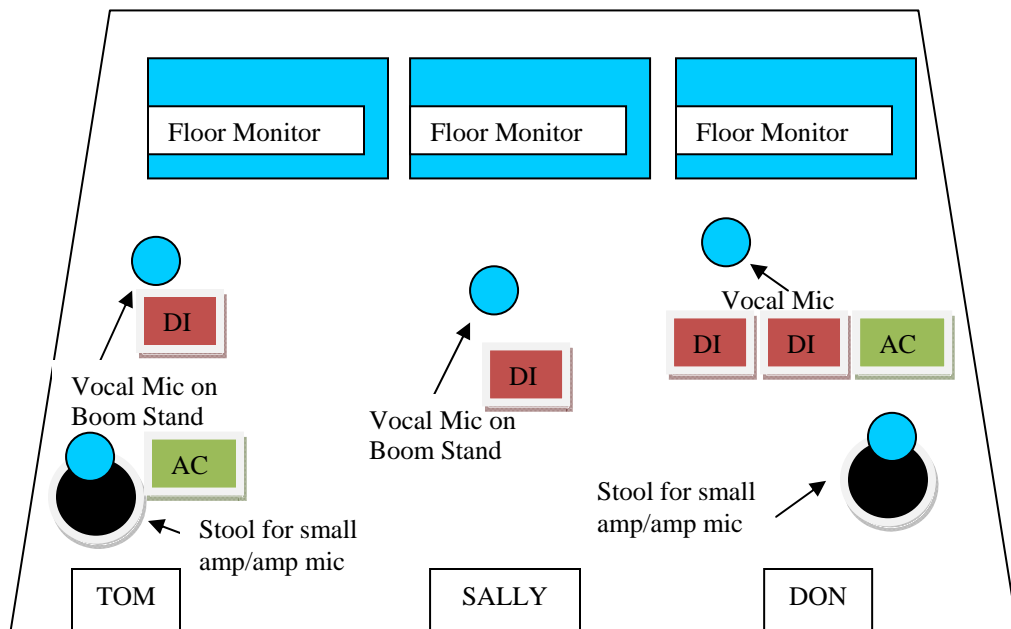 Floor Monitor
Floor Monitor
Floor Monitor
DI
Vocal Mic on
Boom Stand
DI
Vocal Mic on
Boom Stand
Vocal Mic
DI
DI
AC
AC
Stool for small
amp/amp mic
Stool for small
amp/amp mic
TOM
SALLY
DON